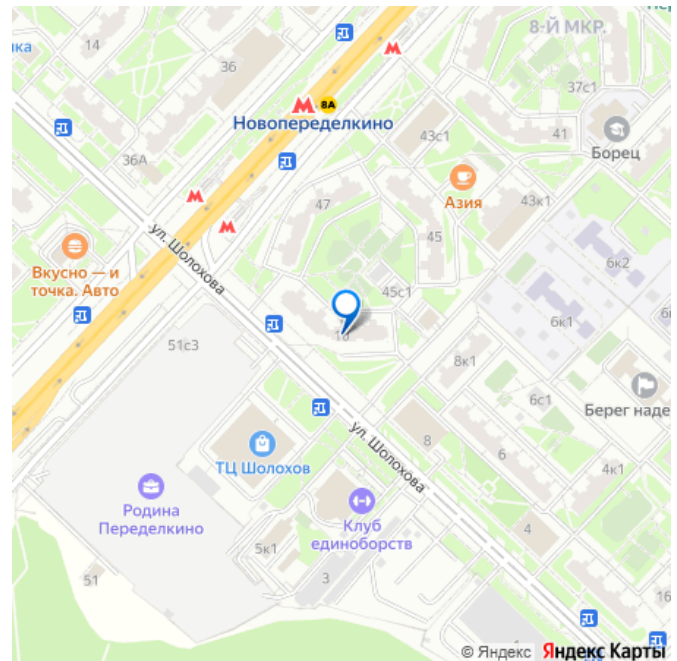 8-Й МКР.
14
ика
36
37с1
М 8А
Новопеределкино
43с1
41
Борец
36А
Азия
47
43к1
ул. Шолохова
45
Вкусно — и
точка. Авто
6к2
45с1
10
6к1
51с3
8к1
6с1
Берег наде
ул. Шолохова
8
ТЦ Шолохов
6
4к1
Родина
Переделкино
Клуб
единоборств
4
5к1
3
51
16
© Яндекс Яндекс Карты